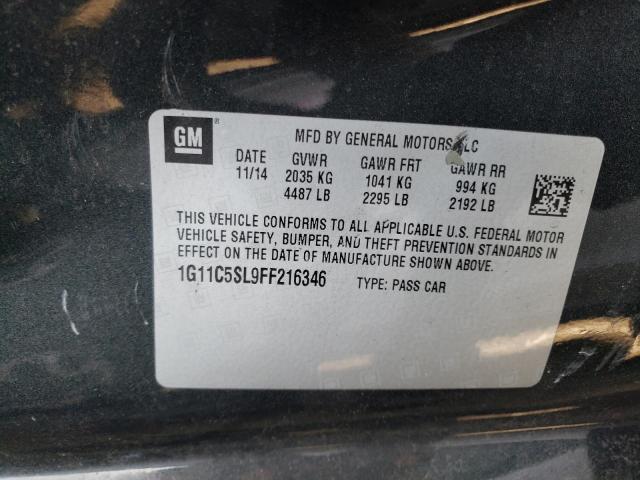 GM ®
MFD BY GENERAL MOTORS LLC
DATE GVWR GAWR FRT GAWR RR
11/14 2035 KG 1041 KG 994 KG
4487 LB 2295 LB 2192 LB
THIS VEHICLE CONFORMS TO ALL APPLICABLE U.S. FEDERAL MOTOR
VEHICLE SAFETY, BUMPER, AND THEFT PREVENTION STANDARDS IN
EFFECT ON THE DATE OF MANUFACTURE SHOWN ABOVE.
1G11C5SL9FF216346 TYPE: PASS CAR